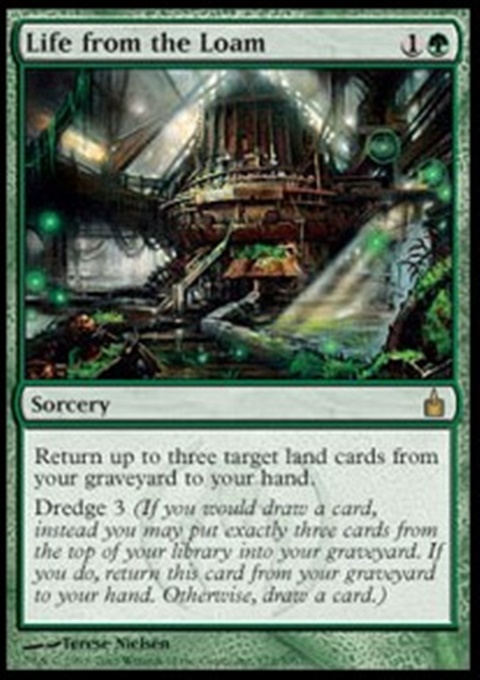 Life from the Loam 1
Sorcery
Return up to three target land cards from
your graveyard to your hand.
Dredge 3 (If you would draw a card,
instead you may put exactly three cards from
the top of your library into your graveyard. If
you do, return this card from your graveyard
to your hand. Otherwise, draw a card.)
Terese Nielsen